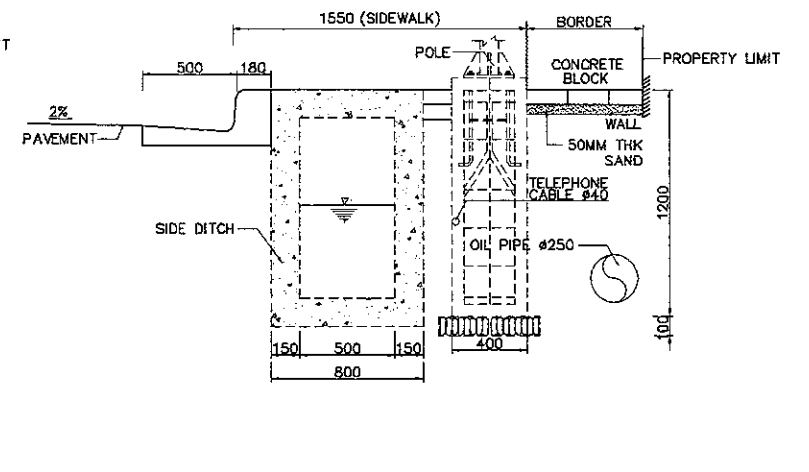 1550 (SIDEWALK)
BORDER
POLE
PROPERTY LIMIT
CONCRETE
BLOCK
500
180
2%
PAVEMENT
WALL
50MM THK
SAND
TELEPHONE
CABLE ø40
1200
SIDE DITCH
OIL PIPE ø250
100
150
500
150
400
800